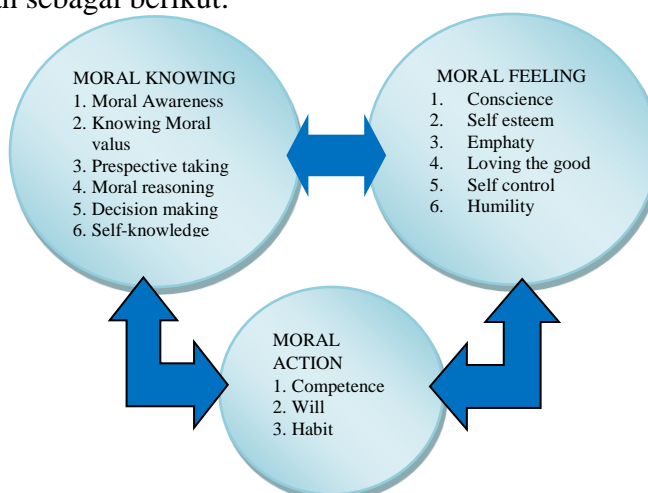 sebagai berikut:
MORAL KNOWING
1. Moral Awareness
2. Knowing Moral
valus
3. Prespective taking
4. Moral reasoning
5. Decision making
6. Self-knowledge
MORAL FEELING
1. Conscience
2. Self esteem
3. Emphaty
4. Loving the good
5. Self control
6. Humility
MORAL
ACTION
1. Competence
2. Will
3. Habit